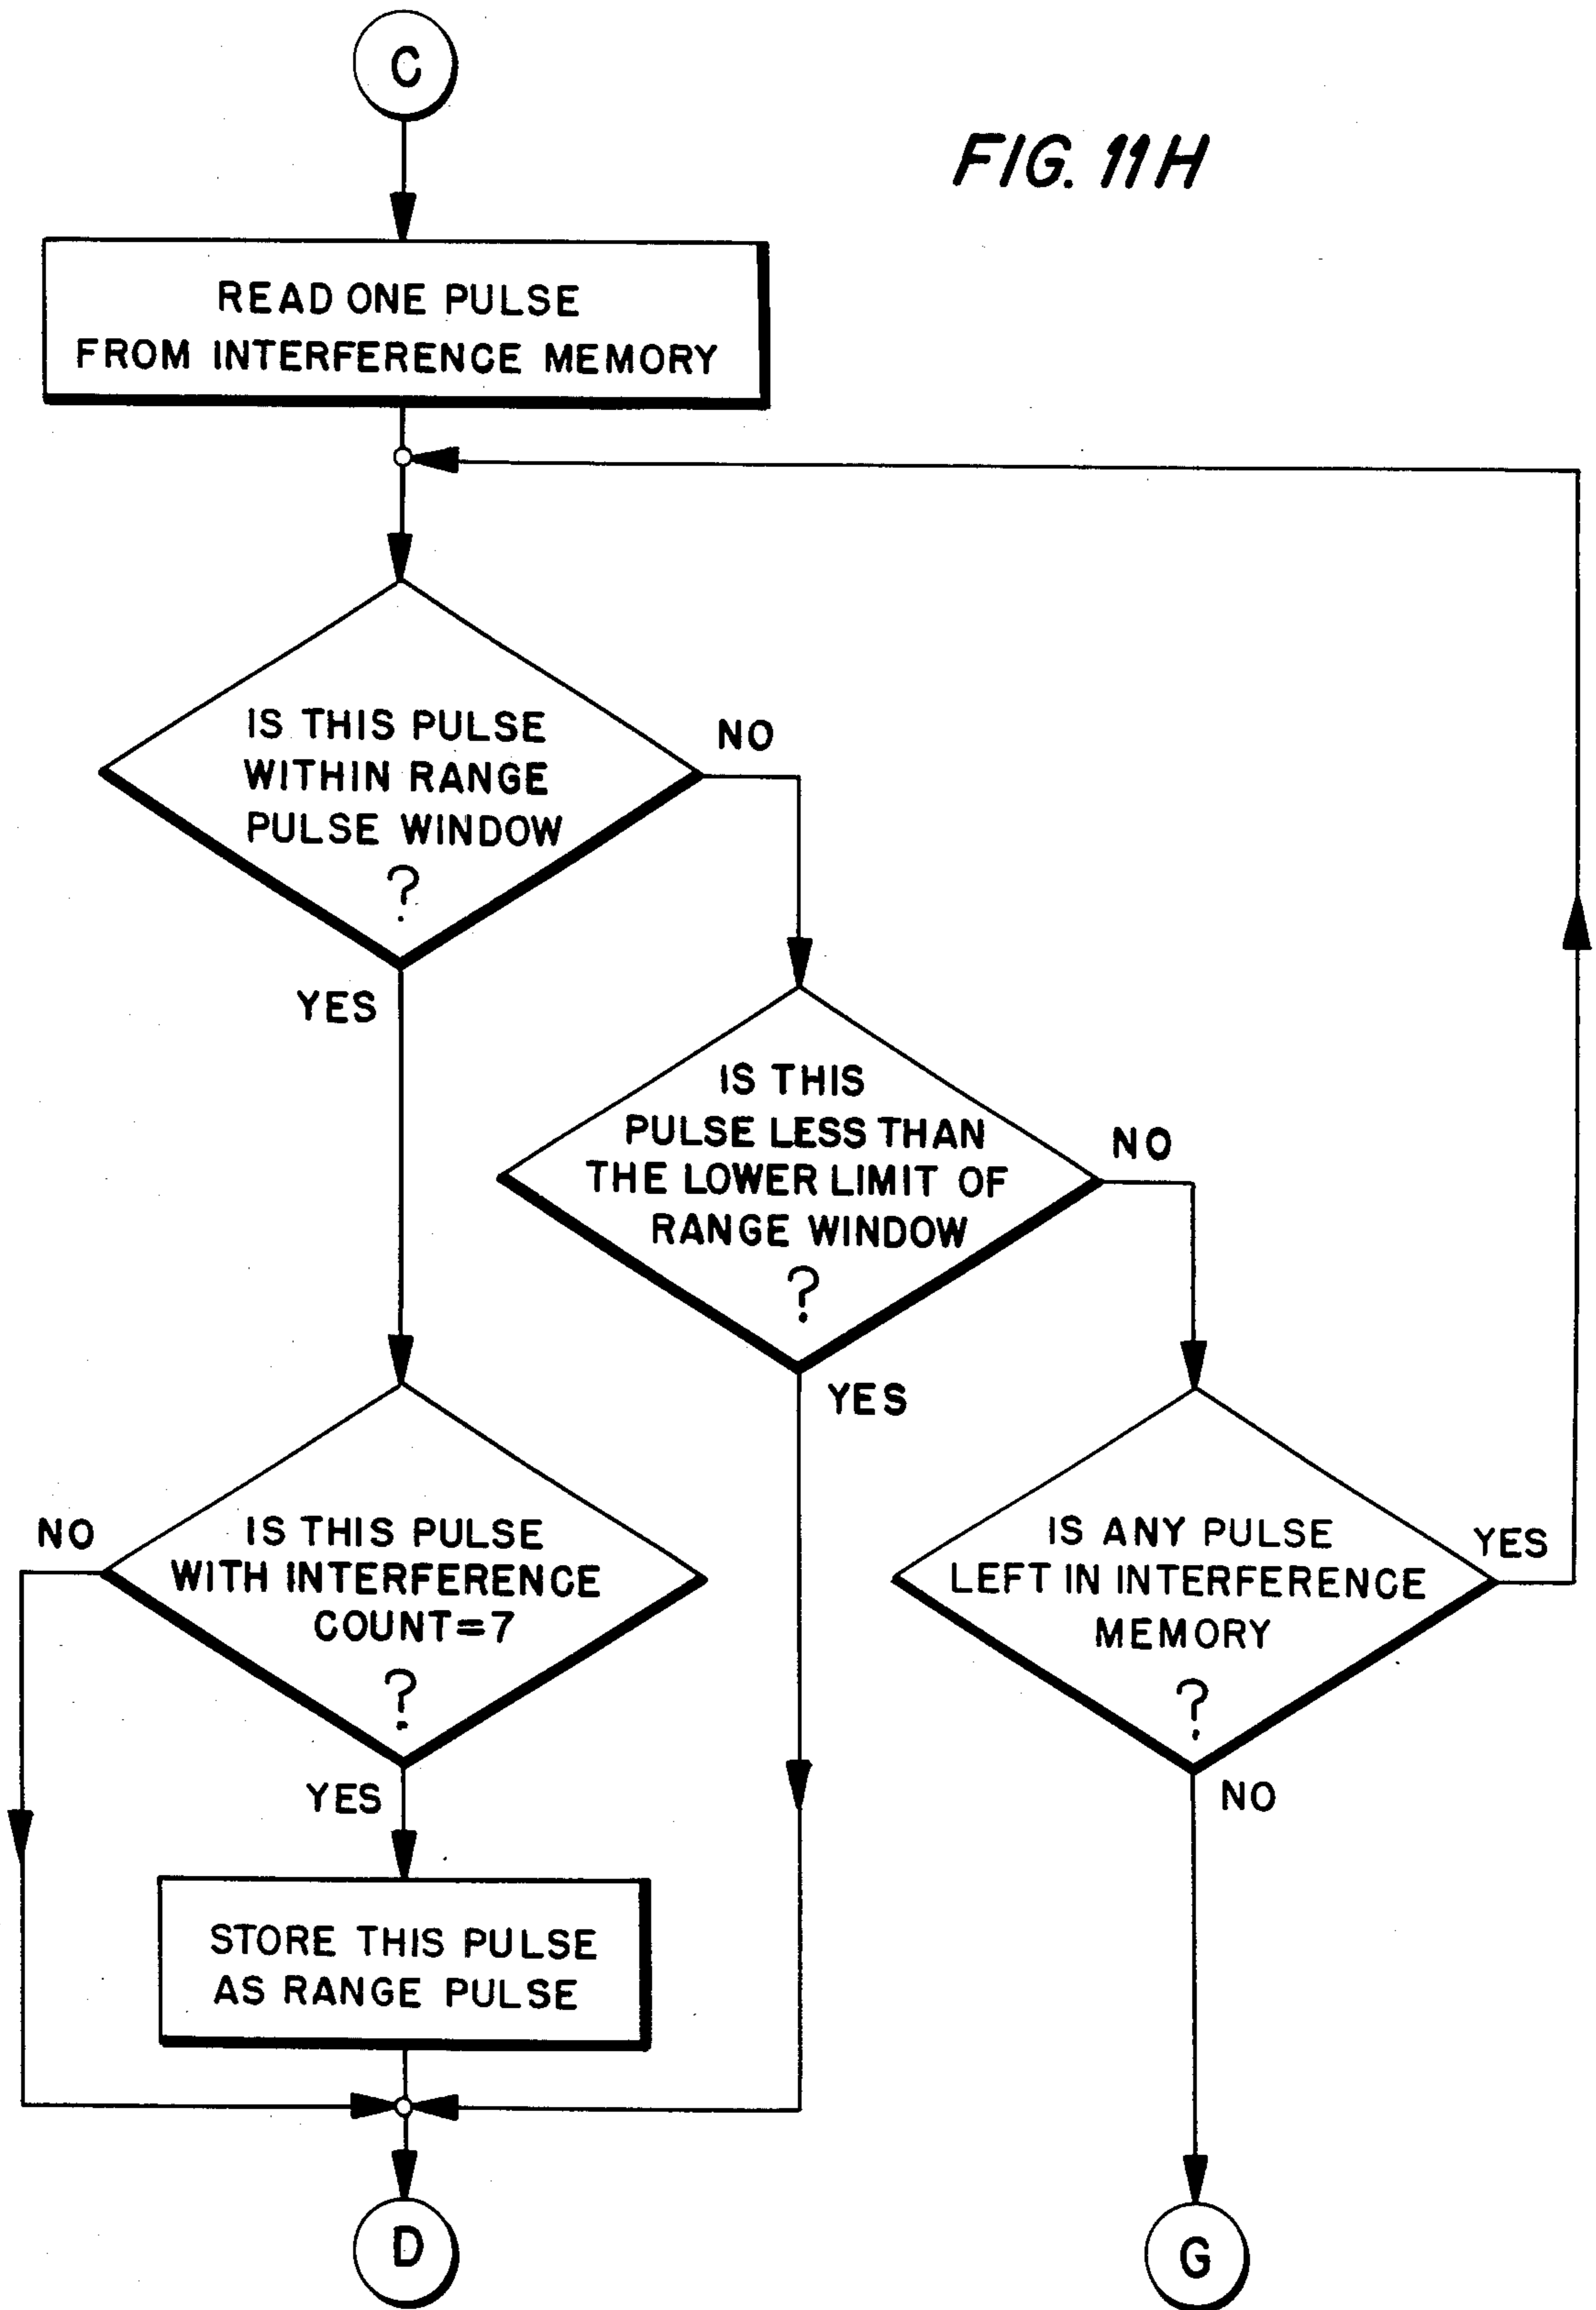 C
FIG. 11H
READ ONE PULSE
FROM INTERFERENCE MEMORY
IS THIS PULSE
WITHIN RANGE
PULSE WINDOW
?
NO
YES
IS THIS
PULSE LESS THAN
THE LOWER LIMIT OF
RANGE WINDOW
?
NO
YES
IS THIS PULSE
WITH INTERFERENCE
COUNT=7
?
NO
YES
IS ANY PULSE
LEFT IN INTERFERENCE
MEMORY
?
YES
NO
STORE THIS PULSE
AS RANGE PULSE
D
G